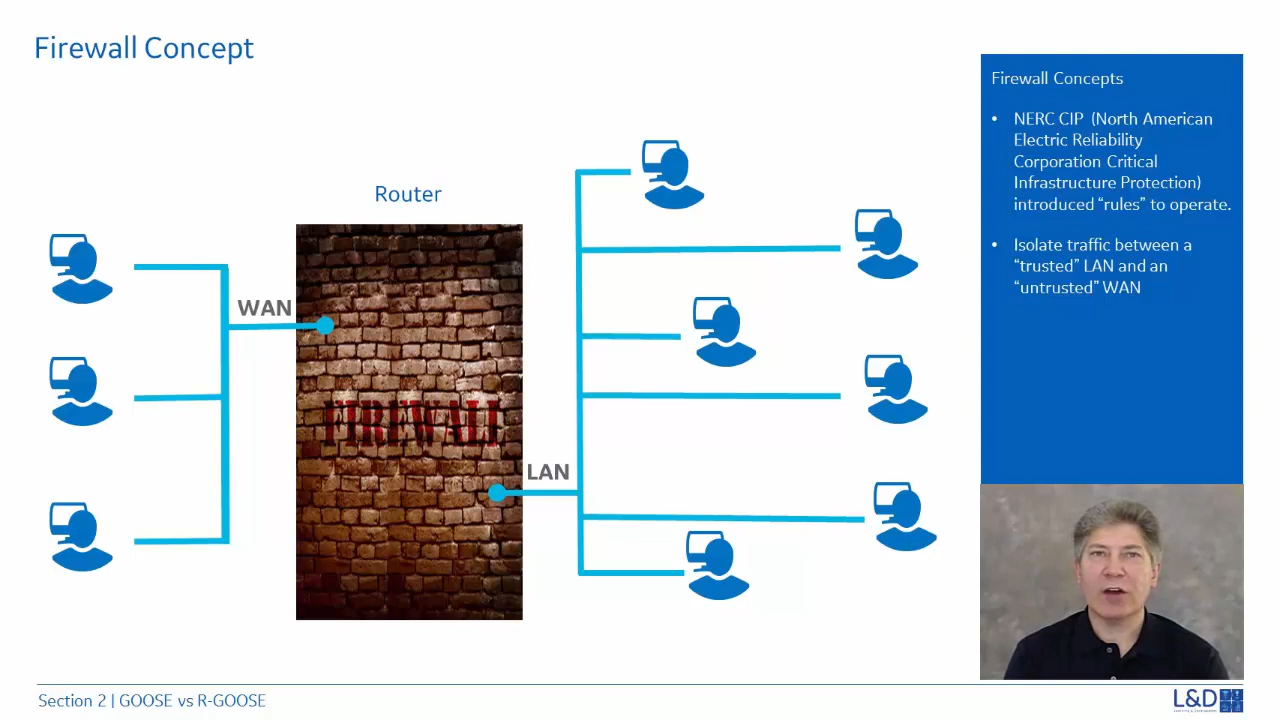 Firewall Concept
Firewall Concepts
• NERC CIP (North American
Electric Reliability
Corporation Critical
Infrastructure Protection)
introduced “rules” to operate.
• Isolate traffic between a
“trusted” LAN and an
“untrusted” WAN
Router
WAN
FIREWALL
LAN
Section 2 | GOOSE vs R-GOOSE
L&D